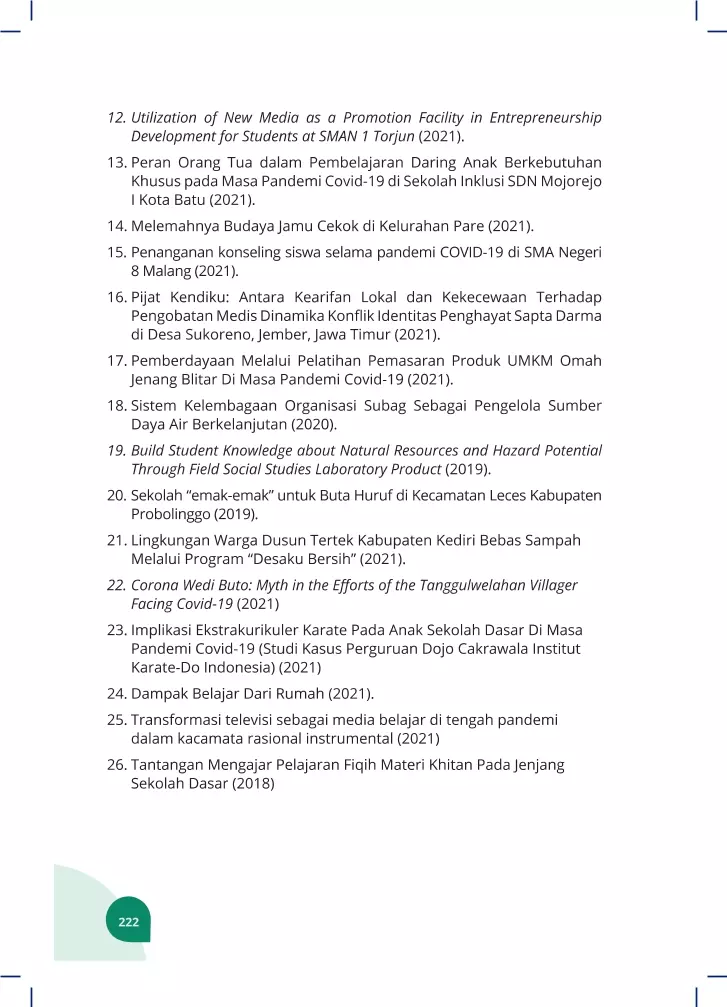 12. Utilization of New Media as a Promotion Facility in Entrepreneurship
Development for Students at SMAN 1 Torjun (2021).
13. Peran Orang Tua dalam Pembelajaran Daring Anak Berkebutuhan
Khusus pada Masa Pandemi Covid-19 di Sekolah Inklusi SDN Mojorejo
I Kota Batu (2021).
14. Melemahnya Budaya Jamu Cekok di Kelurahan Pare (2021).
15. Penanganan konseling siswa selama pandemi COVID-19 di SMA Negeri
8 Malang (2021).
16. Pijat Kendiku: Antara Kearifan Lokal dan Kekecewaan Terhadap
Pengobatan Medis Dinamika Konflik Identitas Penghayat Sapta Darma
di Desa Sukoreno, Jember, Jawa Timur (2021).
17. Pemberdayaan Melalui Pelatihan Pemasaran Produk UMKM Omah
Jenang Blitar Di Masa Pandemi Covid-19 (2021).
18. Sistem Kelembagaan Organisasi Subag Sebagai Pengelola Sumber
Daya Air Berkelanjutan (2020).
19. Build Student Knowledge about Natural Resources and Hazard Potential
Through Field Social Studies Laboratory Product (2019).
20. Sekolah “emak-emak” untuk Buta Huruf di Kecamatan Leces Kabupaten
Probolinggo (2019).
21. Lingkungan Warga Dusun Tertek Kabupaten Kediri Bebas Sampah
Melalui Program “Desaku Bersih” (2021).
22. Corona Wedi Buto: Myth in the Efforts of the Tanggulwelahan Villager
Facing Covid-19 (2021)
23. Implikasi Ekstrakurikuler Karate Pada Anak Sekolah Dasar Di Masa
Pandemi Covid-19 (Studi Kasus Perguruan Dojo Cakrawala Institut
Karate-Do Indonesia) (2021)
24. Dampak Belajar Dari Rumah (2021).
25. Transformasi televisi sebagai media belajar di tengah pandemi
dalam kacamata rasional instrumental (2021)
26. Tantangan Mengajar Pelajaran Fiqih Materi Khitan Pada Jenjang
Sekolah Dasar (2018)
222